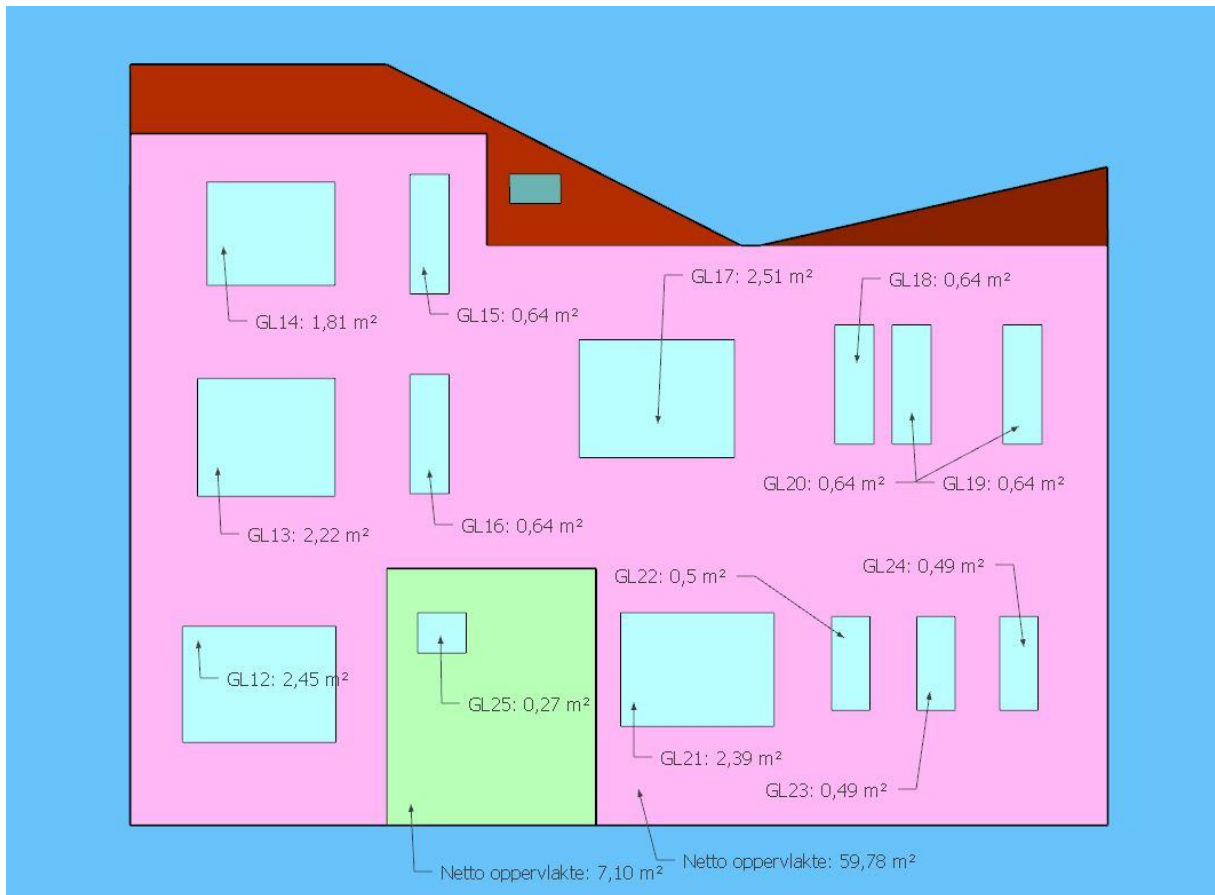 GL17: 2,51 m²
GL18: 0,64 m²
GL14: 1,81 m²
GL15: 0,64 m²
GL20: 0,64 m²
GL19: 0,64 m²
GL13: 2,22 m²
GL16: 0,64 m²
GL24: 0,49 m²
GL22: 0,5 m²
GL12: 2,45 m²
GL25: 0,27 m²
GL21: 2,39 m²
GL23: 0,49 m²
Netto oppervlakte: 59,78 m²
Netto oppervlakte: 7,10 m²